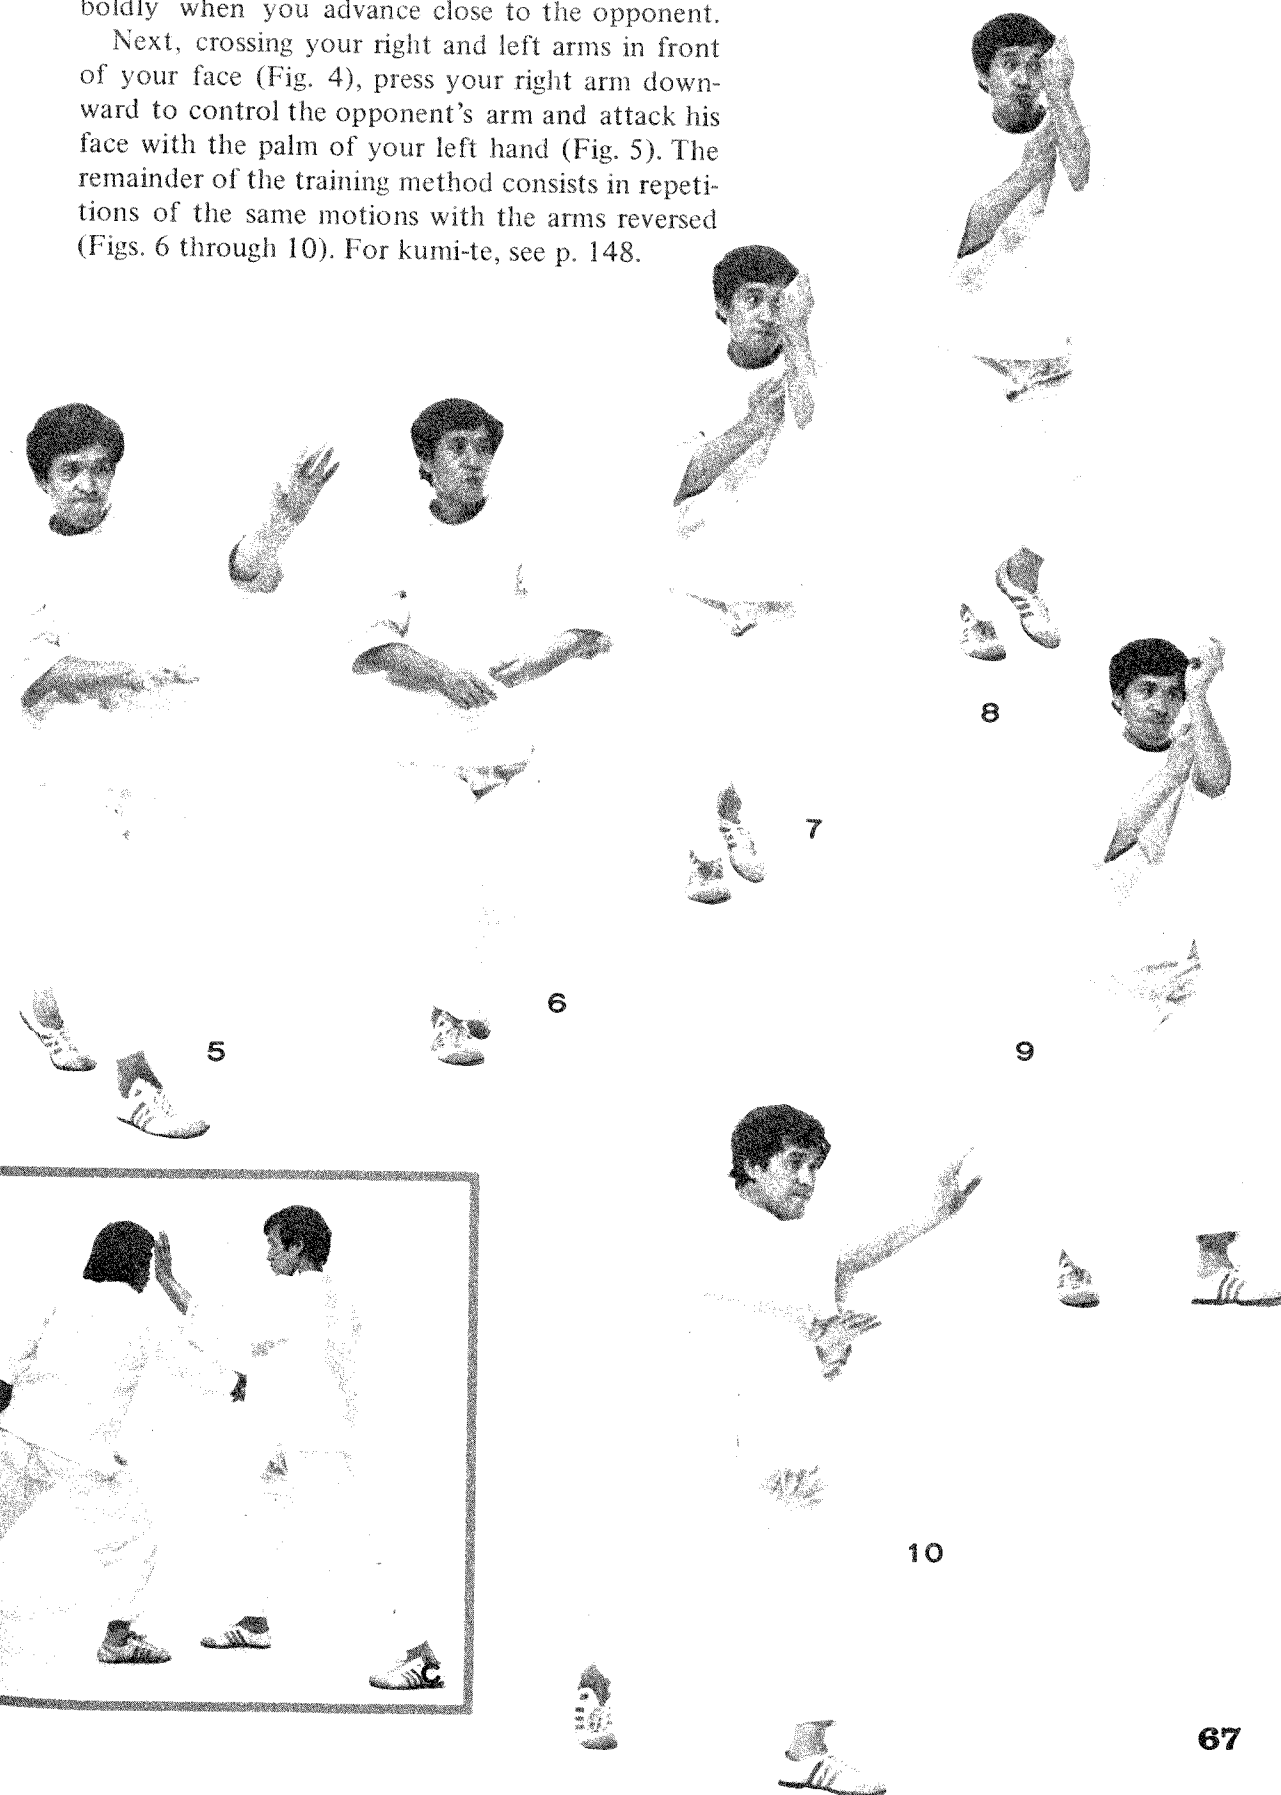 boldly when you advance close to the opponent.
Next, crossing your right and left arms in front
of your face (Fig. 4), press your right arm down-
ward to control the opponent's arm and attack his
face with the palm of your left hand (Fig. 5). The
remainder of the training method consists in repeti-
tions of the same motions with the arms reversed
(Figs. 6 through 10). For kumi-te, see p. 148.
8
7
6
5
9
10
C
67